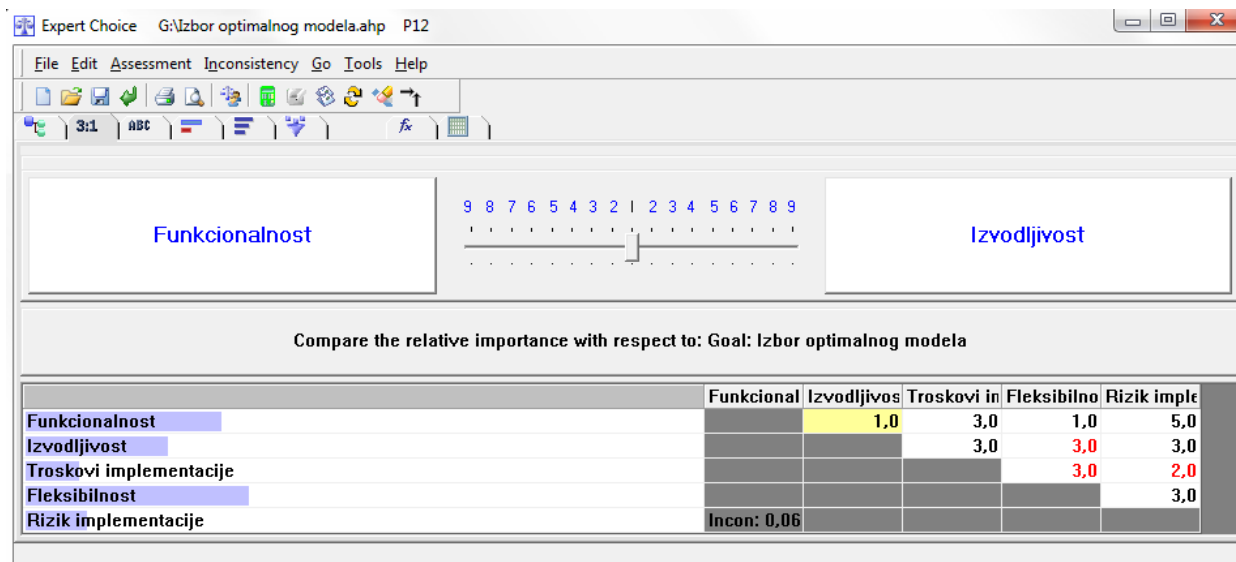 Expert Choice G:\Izbor optimalnog modela.ahp P12
File Edit Assessment Inconsistency Go Tools Help
3:1 ABC fx
9 8 7 6 5 4 3 2 1 2 3 4 5 6 7 8 9
Funkcionalnost Izvodljivost
Compare the relative importance with respect to: Goal: Izbor optimalnog modela
Funkcional Izvodljivos Troskovi in Fleksibilno Rizik imple
Funkcionalnost 1,0 3,0 1,0 5,0
Izvodljivost 3,0 3,0 3,0
Troskovi implementacije 3,0 2,0
Fleksibilnost 3,0
Rizik implementacije Incon: 0,06